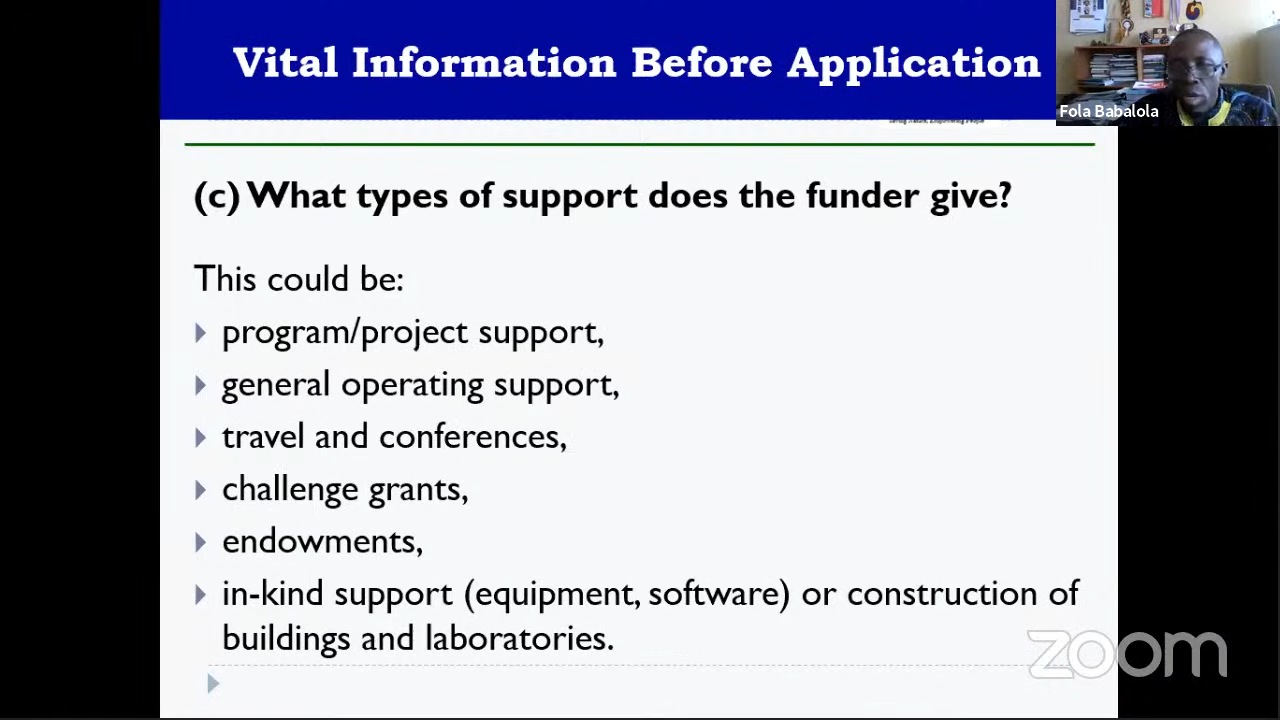 Vital Information Before Application
Fola Babalola
(c) What types of support does the funder give?
This could be:
program/project support,
general operating support,
travel and conferences,
challenge grants,
endowments,
in-kind support (equipment, software) or construction of
buildings and laboratories.
zoom